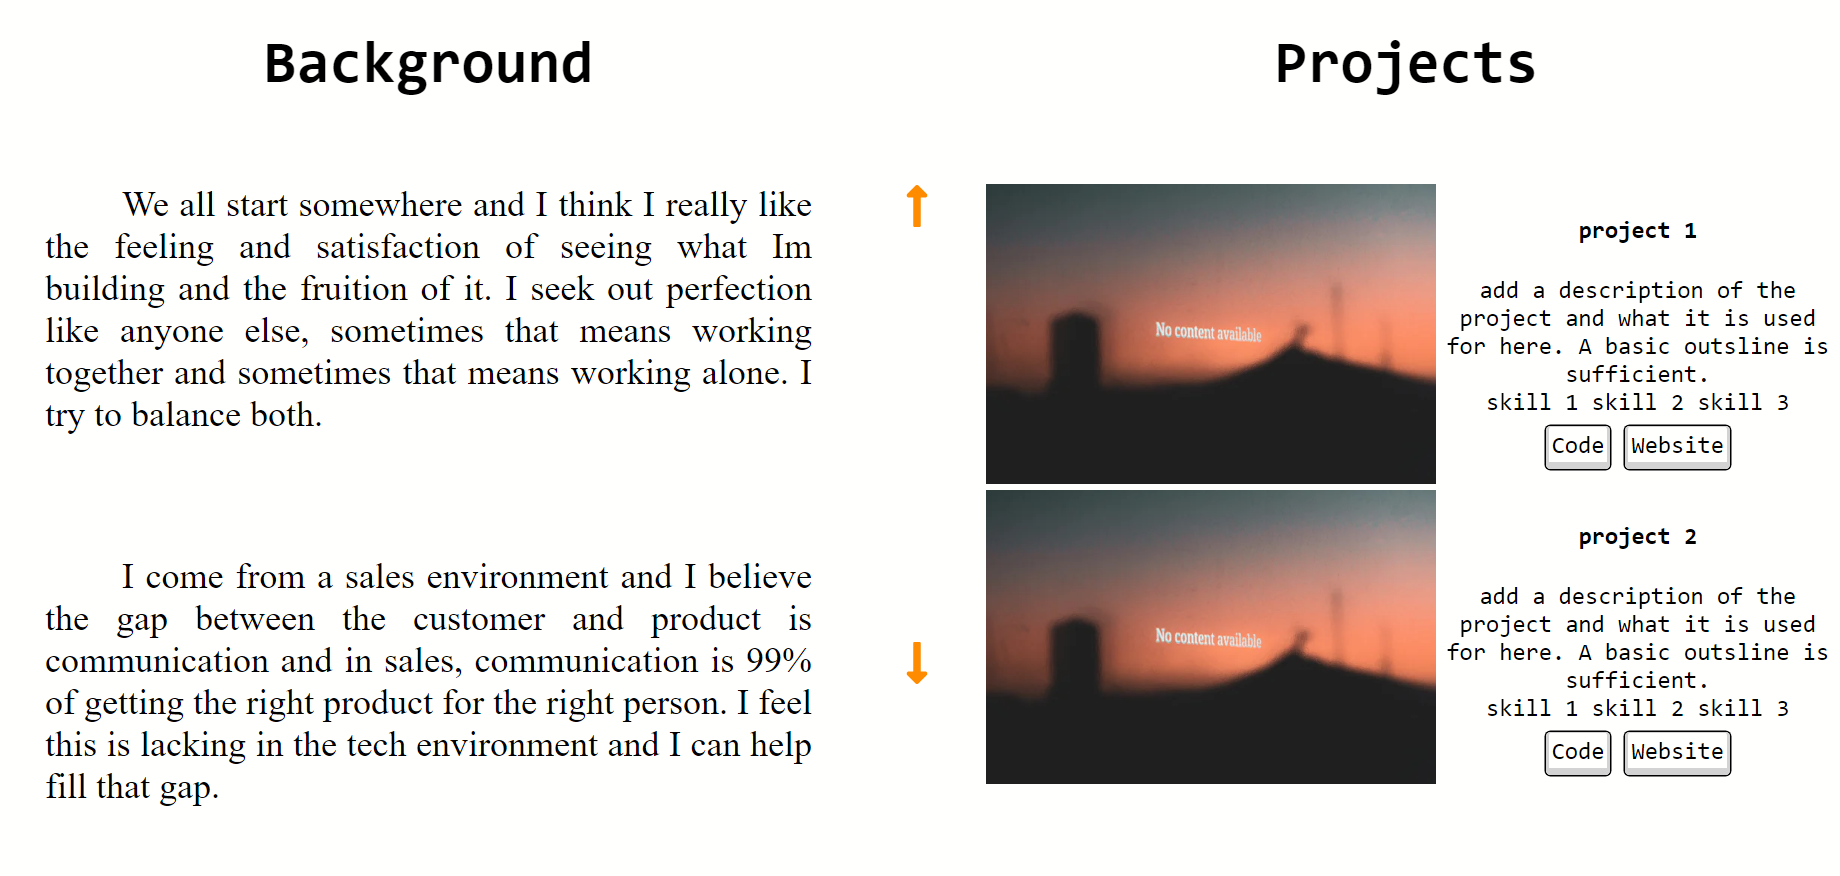 Background
We all start somewhere and I think I really like
the feeling and satisfaction of seeing what Im
building and the fruition of it. I seek out perfection
like anyone else, sometimes that means working
together and sometimes that means working alone. I
try to balance both.
I come from a sales environment and I believe
the gap between the customer and product is
communication and in sales, communication is 99%
of getting the right product for the right person. I feel
this is lacking in the tech environment and I can help
fill that gap.
Projects
No content available
project 1
add a description of the
project and what it is used
for here. A basic outsline is
sufficient.
skill 1 skill 2 skill 3
Code Website
No content available
project 2
add a description of the
project and what it is used
for here. A basic outsline is
sufficient.
skill 1 skill 2 skill 3
Code Website